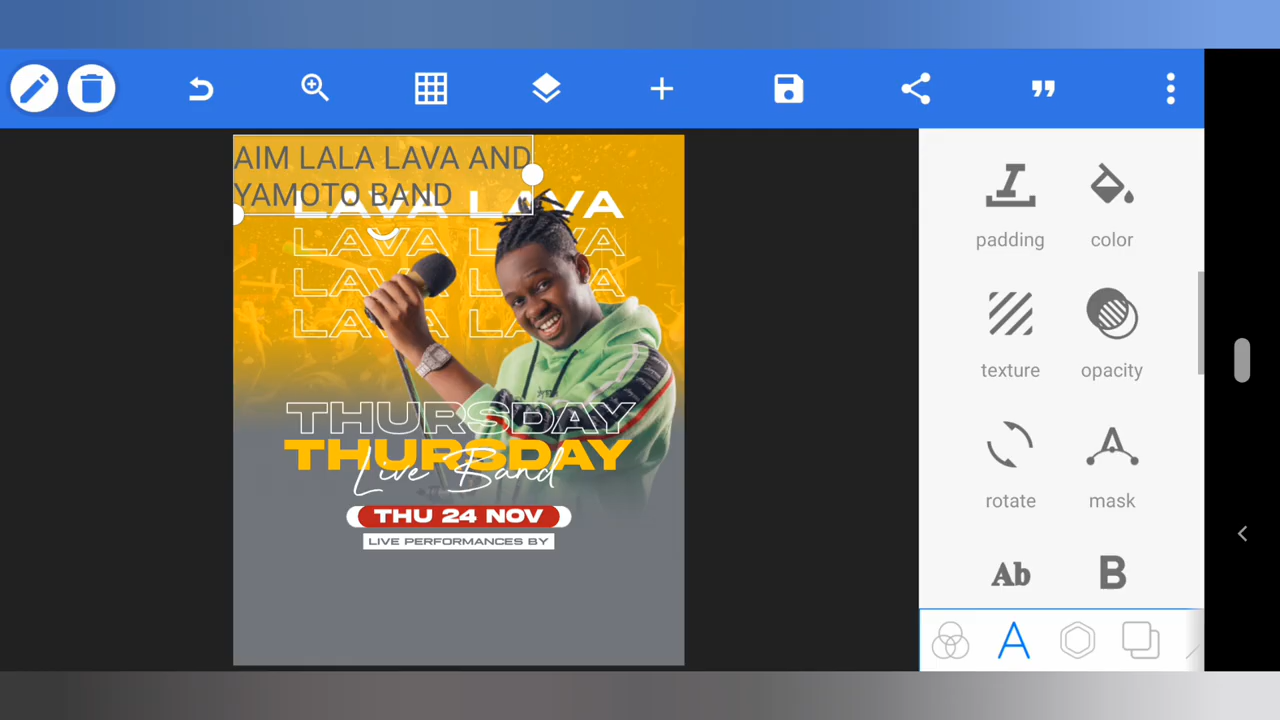 AIM LALA LAVA AND
YAMOTO BAND
LAVA LAVA
LAVA LAVA
LAVA LAVA
LAVA LA
THURSDAY
THURSDAY
Live Band
THU 24 NOV
LIVE PERFORMANCES BY
padding
color
texture
opacity
rotate
mask
Ab
B
A